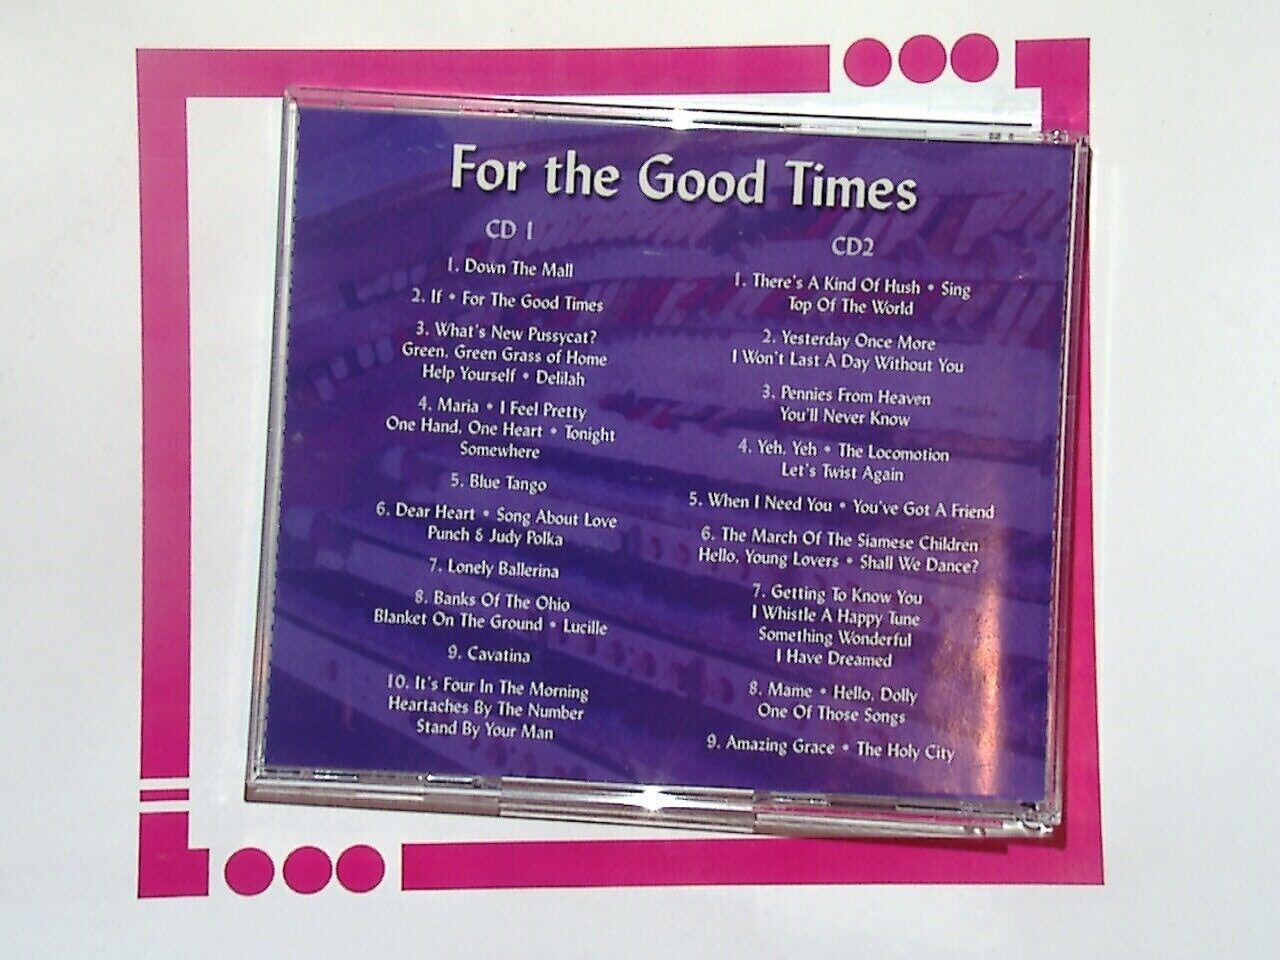 For the Good Times
CD 1
1. Down The Mall
2. If • For The Good Times
3. What's New Pussycat?
Green, Green Grass of Home
Help Yourself • Delilah
4. Maria • I Feel Pretty
One Hand, One Heart • Tonight
Somewhere
5. Blue Tango
6. Dear Heart • Song About Love
Punch & Judy Polka
7. Lonely Ballerina
8. Banks Of The Ohio
Blanket On The Ground • Lucille
9. Cavatina
10. It's Four In The Morning
Heartaches By The Number
Stand By Your Man
CD2
1. There's A Kind Of Hush • Sing
Top Of The World
2. Yesterday Once More
I Won't Last A Day Without You
3. Pennies From Heaven
You'll Never Know
4. Yeh, Yeh • The Locomotion
Let's Twist Again
5. When I Need You • You've Got A Friend
6. The March Of The Siamese Children
Hello, Young Lovers • Shall We Dance?
7. Getting To Know You
I Whistle A Happy Tune
Something Wonderful
I Have Dreamed
8. Mame • Hello, Dolly
One Of Those Songs
9. Amazing Grace • The Holy City